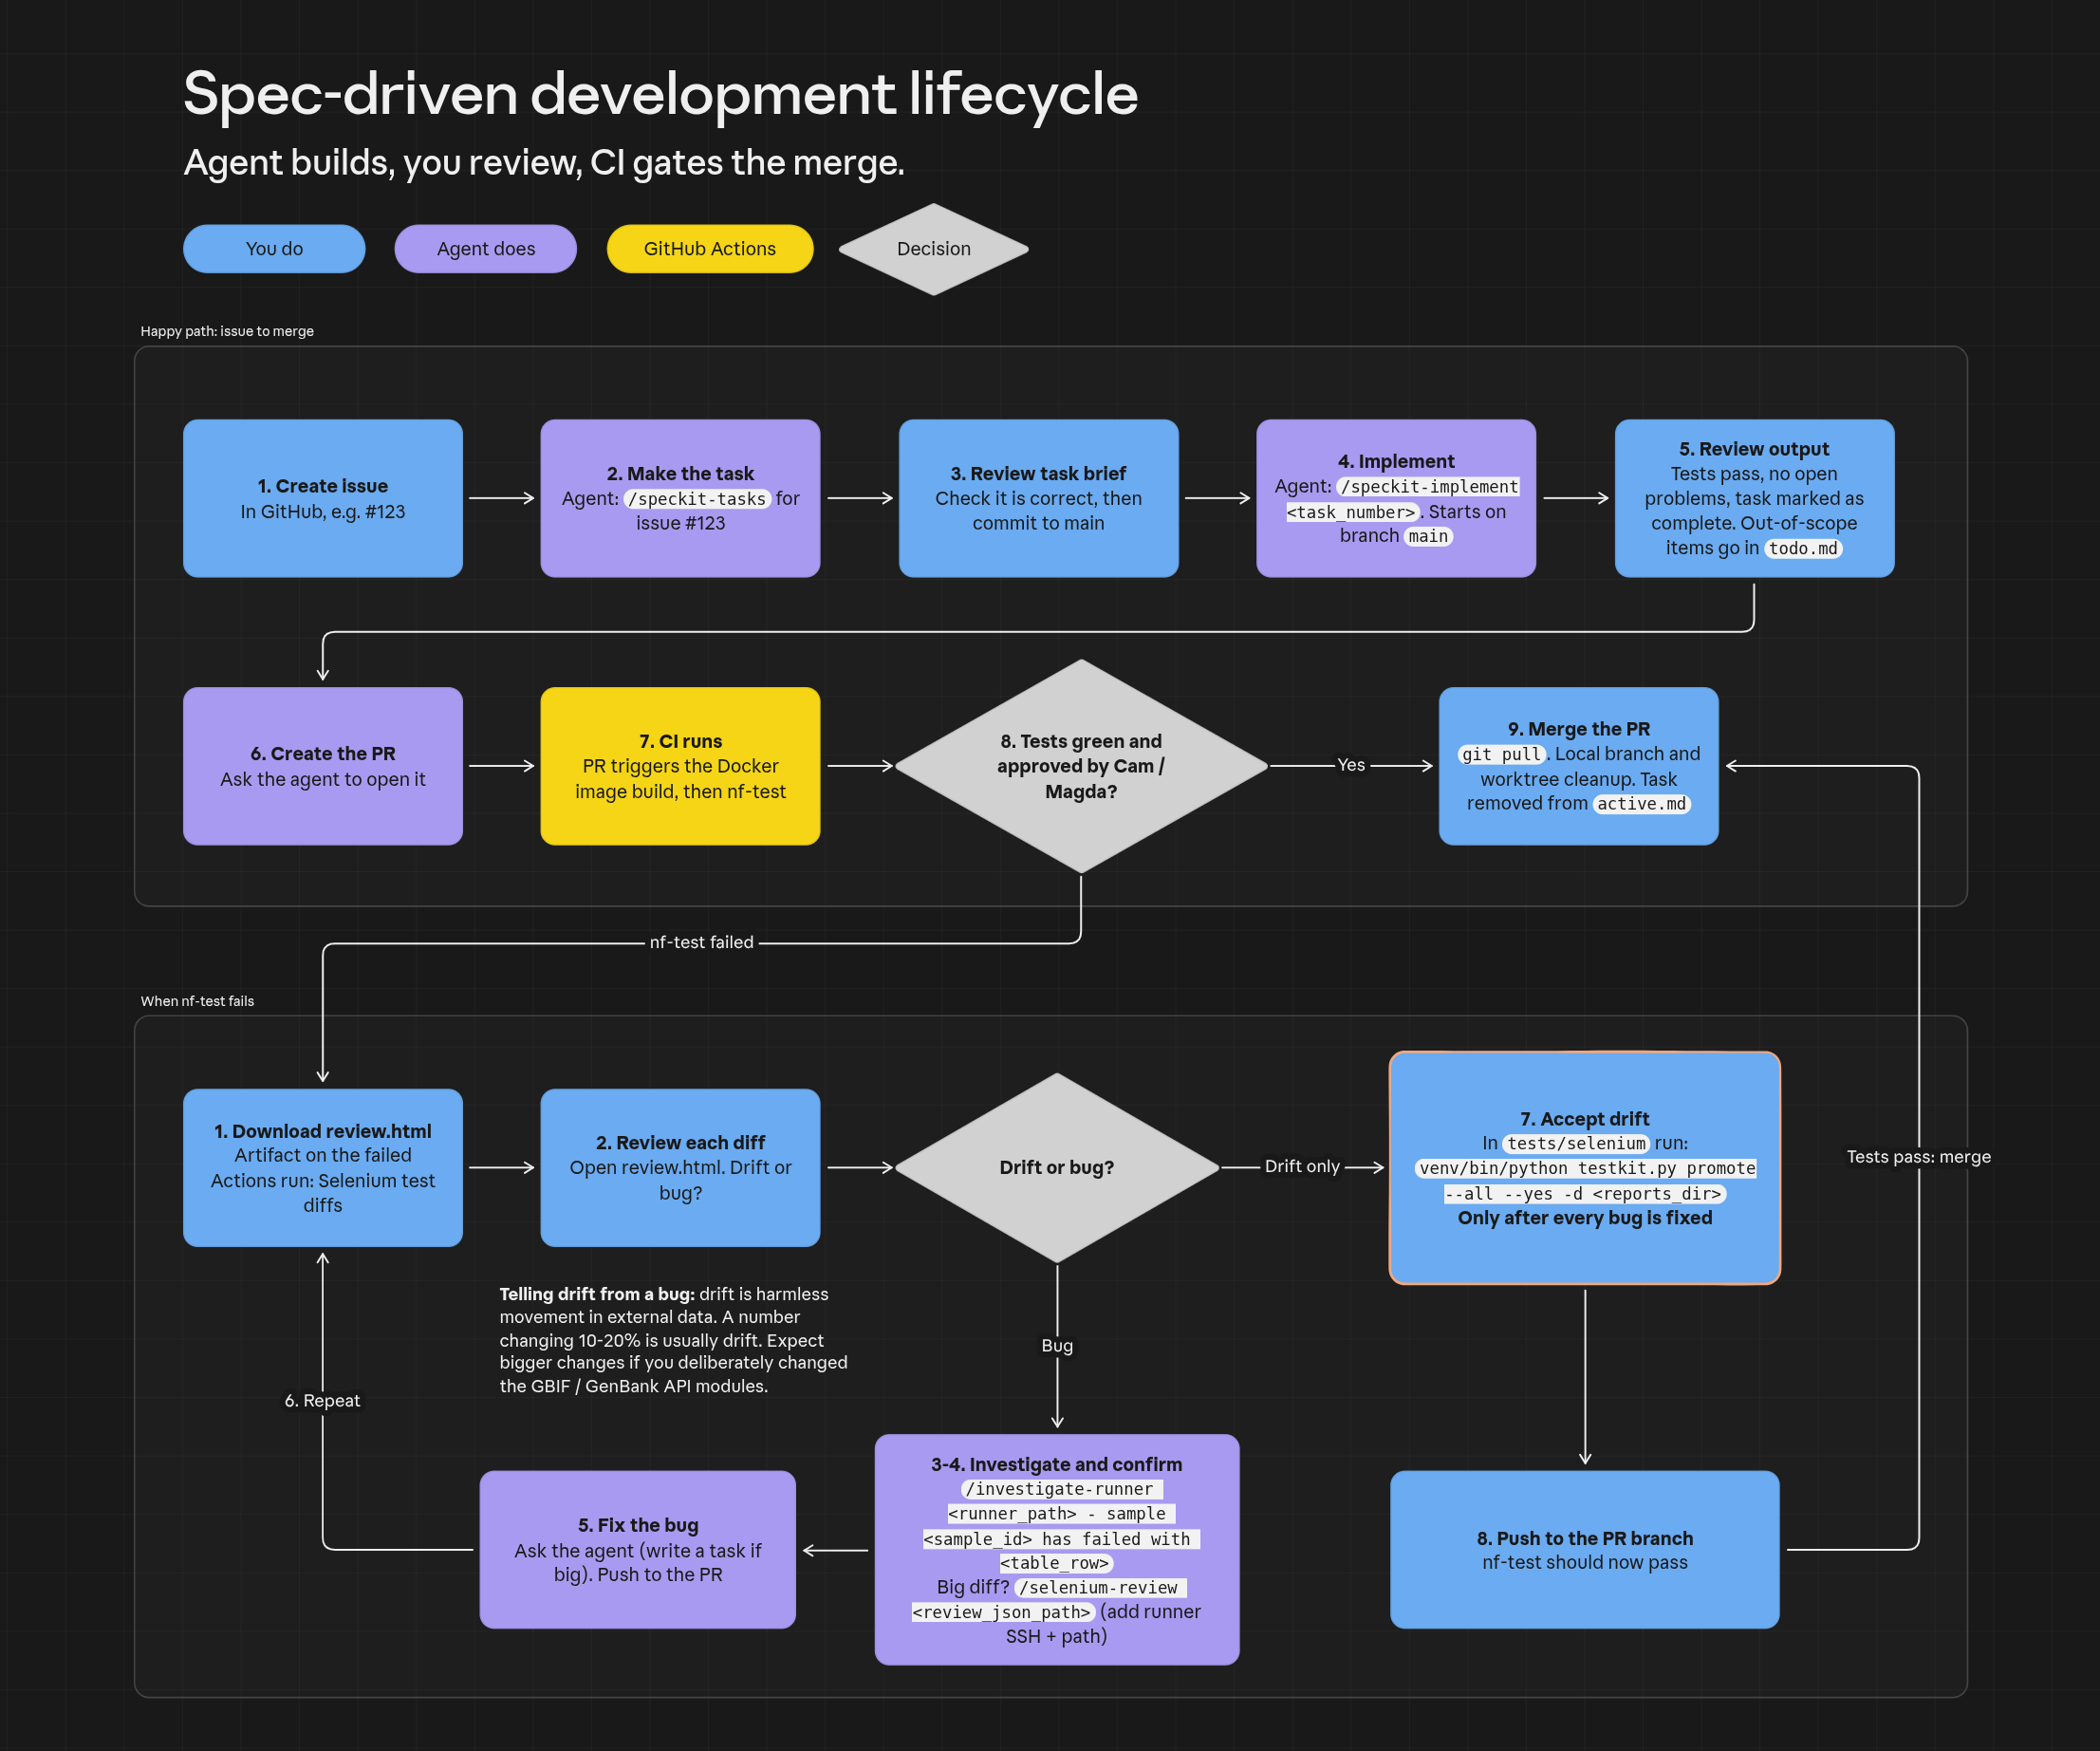 Spec-driven development lifecycle
Agent builds, you review, CI gates the merge.
You do
Agent does
GitHub Actions
Decision
Happy path: issue to merge
1. Create issue
In GitHub, e.g. #123
2. Make the task
Agent: /speckit-tasks for
issue #123
3. Review task brief
Check it is correct, then
commit to main
4. Implement
Agent: /speckit-implement
<task_number>. Starts on
branch main
5. Review output
Tests pass, no open
problems, task marked as
complete. Out-of-scope
items go in todo.md
6. Create the PR
Ask the agent to open it
7. CI runs
PR triggers the Docker
image build, then nf-test
8. Tests green and
approved by Cam /
Magda?
Yes
9. Merge the PR
git pull. Local branch and
worktree cleanup. Task
removed from active.md
nf-test failed
When nf-test fails
1. Download review.html
Artifact on the failed
Actions run: Selenium test
diffs
2. Review each diff
Open review.html. Drift or
bug?
Drift or bug?
Drift only
7. Accept drift
In tests/selenium run:
venv/bin/python testkit.py promote
--all --yes -d <reports_dir>
Only after every bug is fixed
Tests pass: merge
Telling drift from a bug: drift is harmless
movement in external data. A number
changing 10-20% is usually drift. Expect
bigger changes if you deliberately changed
the GBIF / GenBank API modules.
Bug
6. Repeat
5. Fix the bug
Ask the agent (write a task if
big). Push to the PR
3-4. Investigate and confirm
/investigate-runner
<runner_path> - sample
<sample_id> has failed with
<table_row>
Big diff? /selenium-review
<review_json_path> (add runner
SSH + path)
8. Push to the PR branch
nf-test should now pass